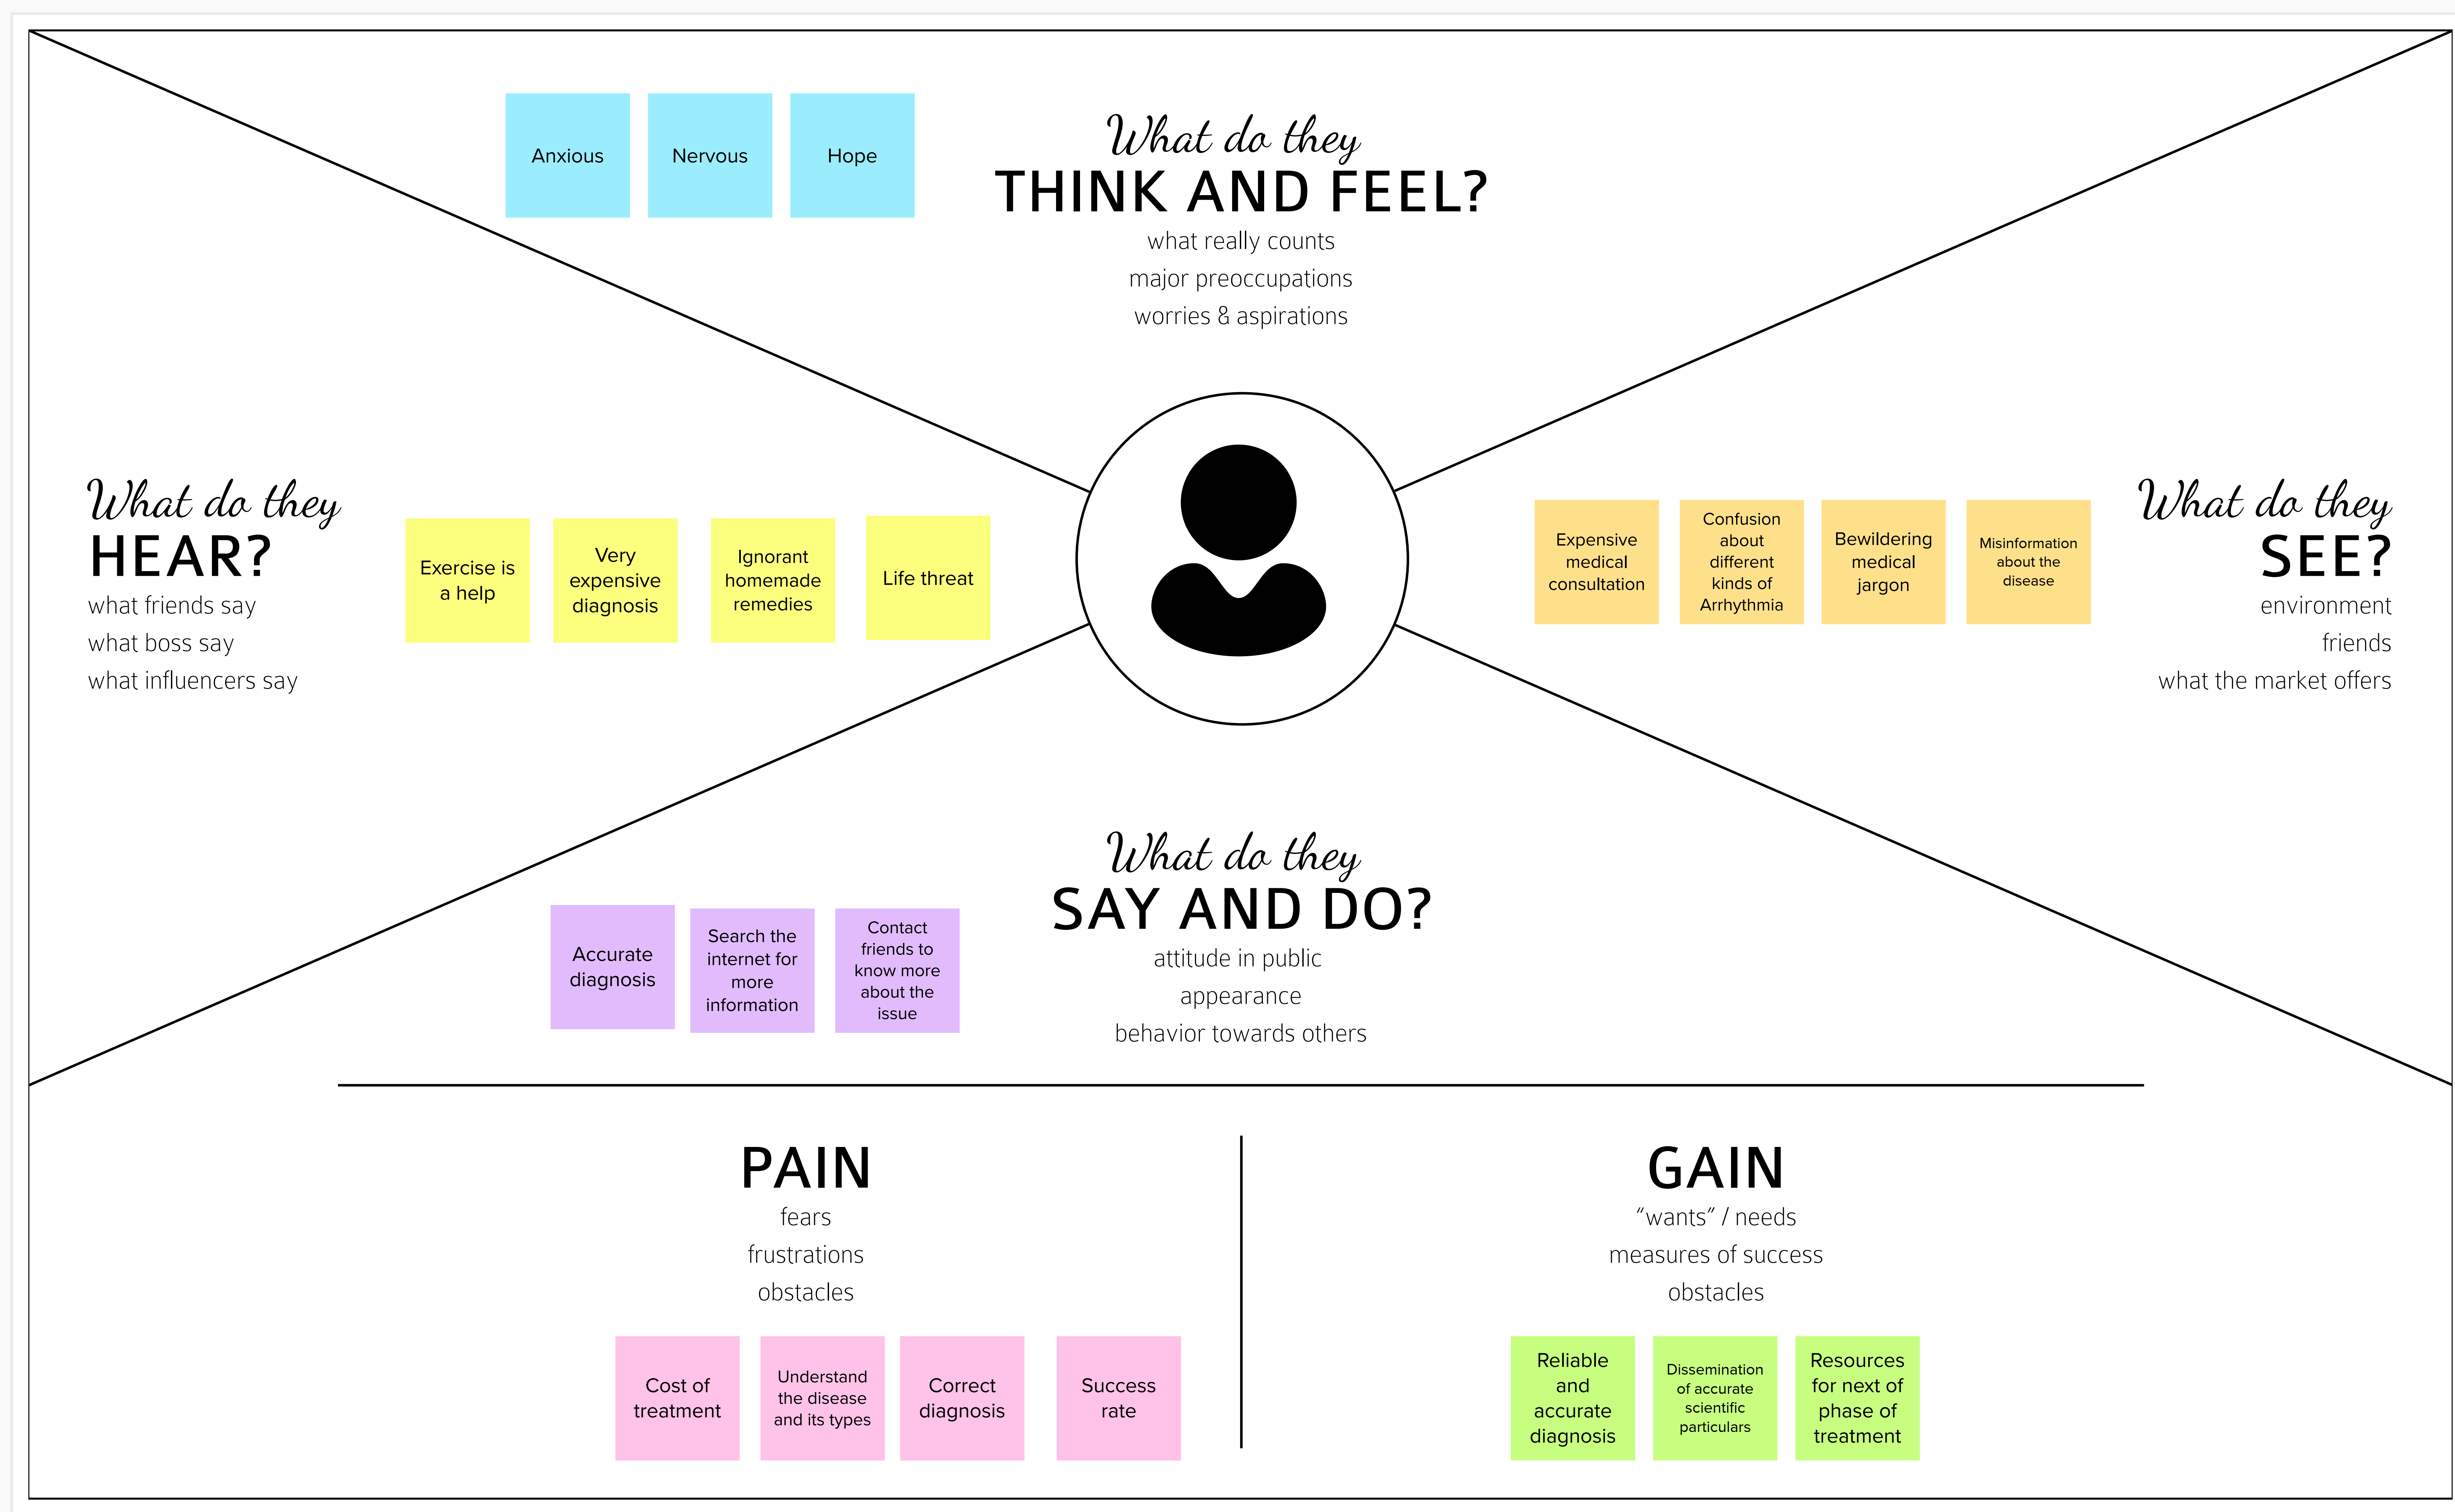 Anxious
Nervous
Hope
What do they
THINK AND FEEL?
what really counts
major preoccupations
worries & aspirations
What do they
HEAR?
what friends say
what boss say
what influencers say
Exercise is
a help
Very
expensive
diagnosis
Ignorant
homemade
remedies
Life threat
Expensive
medical
consultation
Confusion
about
different
kinds of
Arrhythmia
Bewildering
medical
jargon
Misinformation
about the
disease
What do they
SEE?
environment
friends
what the market offers
What do they
SAY AND DO?
attitude in public
appearance
behavior towards others
Accurate
diagnosis
Search the
internet for
more
information
Contact
friends to
know more
about the
issue
PAIN
fears
frustrations
obstacles
Cost of
treatment
Understand
the disease
and its types
Correct
diagnosis
Success
rate
GAIN
“wants” / needs
measures of success
obstacles
Reliable
and
accurate
diagnosis
Dissemination
of accurate
scientific
particulars
Resources
for next of
phase of
treatment